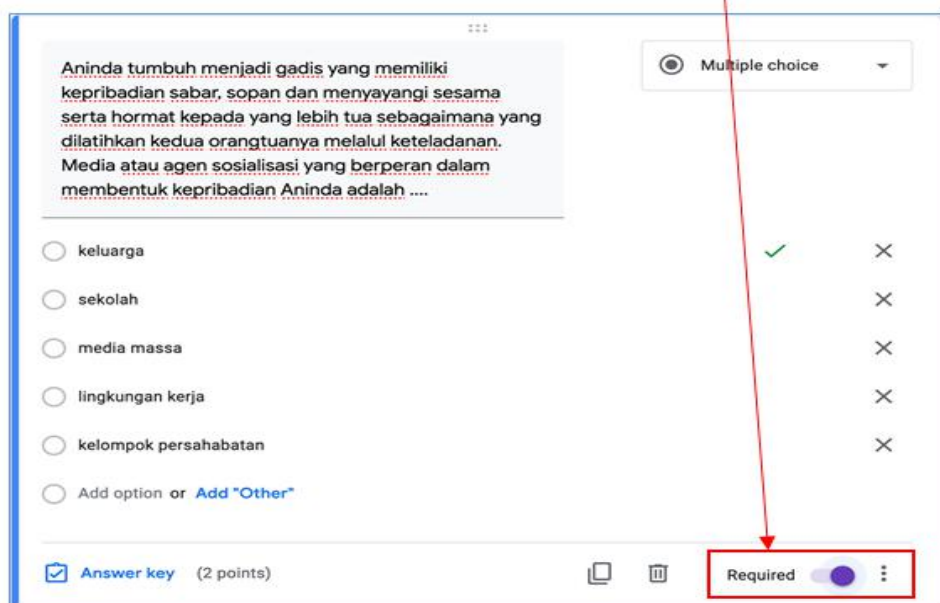 Aninda tumbuh menjadi gadis yang memiliki
kepribadian sabar, sopan dan menyayangi sesama
serta hormat kepada yang lebih tua sebagaimana yang
dilatihkan kedua orangtuanya melalul keteladanan.
Media atau agen sosialisasi yang berperan dalam
membentuk kepribadian Aninda adalah ....
Multiple choice
keluarga
sekolah
media massa
lingkungan kerja
kelompok persahabatan
Add option or Add "Other"
Answer key (2 points) Required